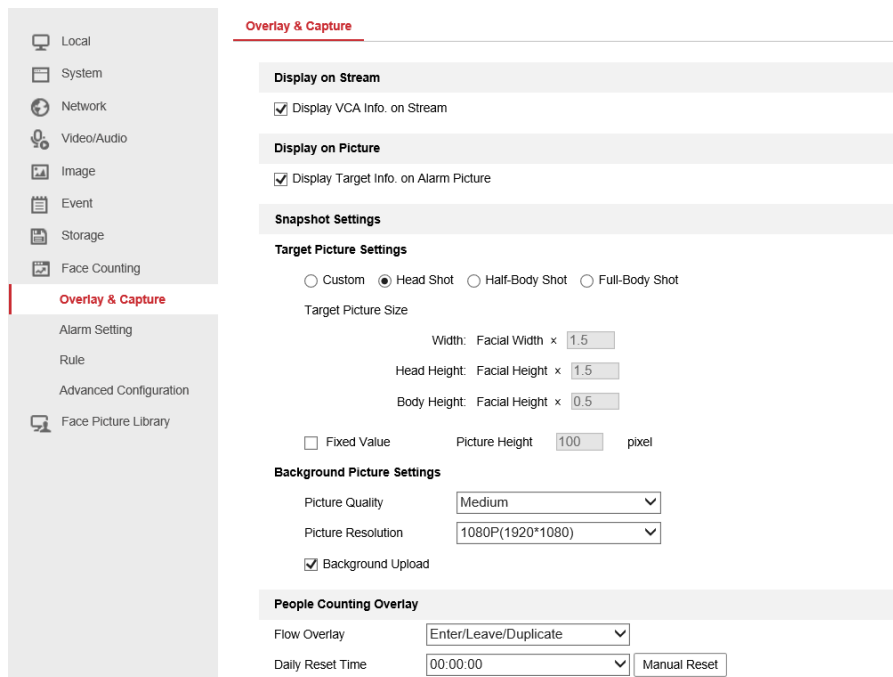 Overlay & Capture
Local
System
Network
Video/Audio
Image
Event
Storage
Face Counting
Overlay & Capture
Alarm Setting
Rule
Advanced Configuration
Face Picture Library
Display on Stream
Display VCA Info. on Stream
Display on Picture
Display Target Info. on Alarm Picture
Snapshot Settings
Target Picture Settings
Custom Head Shot Half-Body Shot Full-Body Shot
Target Picture Size
Width: Facial Width × 1.5
Head Height: Facial Height × 1.5
Body Height: Facial Height × 0.5
Fixed Value Picture Height 100 pixel
Background Picture Settings
Picture Quality Medium
Picture Resolution 1080P(1920*1080)
Background Upload
People Counting Overlay
Flow Overlay Enter/Leave/Duplicate
Daily Reset Time 00:00:00 Manual Reset